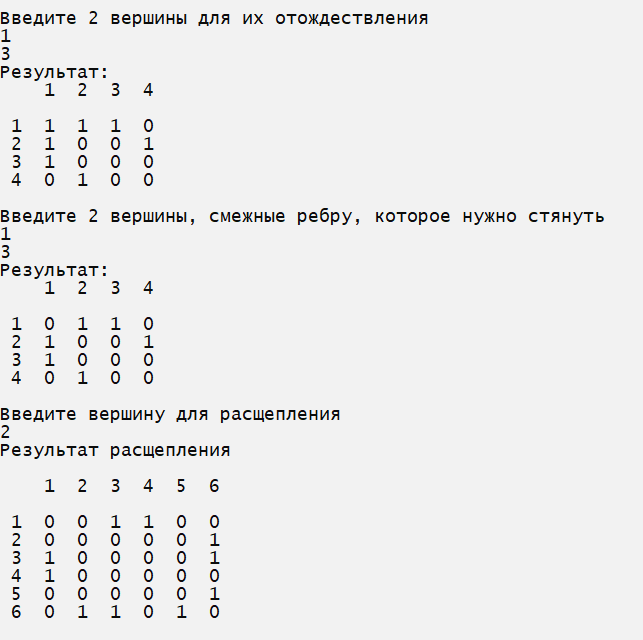 Введите 2 вершины для их отождествления
1
3
Результат:
    1  2  3  4
 1  1  1  1  0
 2  1  0  0  1
 3  1  0  0  0
 4  0  1  0  0
Введите 2 вершины, смежные ребру, которое нужно стянуть
1
3
Результат:
    1  2  3  4
 1  0  1  1  0
 2  1  0  0  1
 3  1  0  0  0
 4  0  1  0  0
Введите вершину для расщепления
2
Результат расщепления
    1  2  3  4  5  6
 1  0  0  1  1  0  0
 2  0  0  0  0  0  1
 3  1  0  0  0  0  1
 4  1  0  0  0  0  0
 5  0  0  0  0  0  1
 6  0  1  1  0  1  0